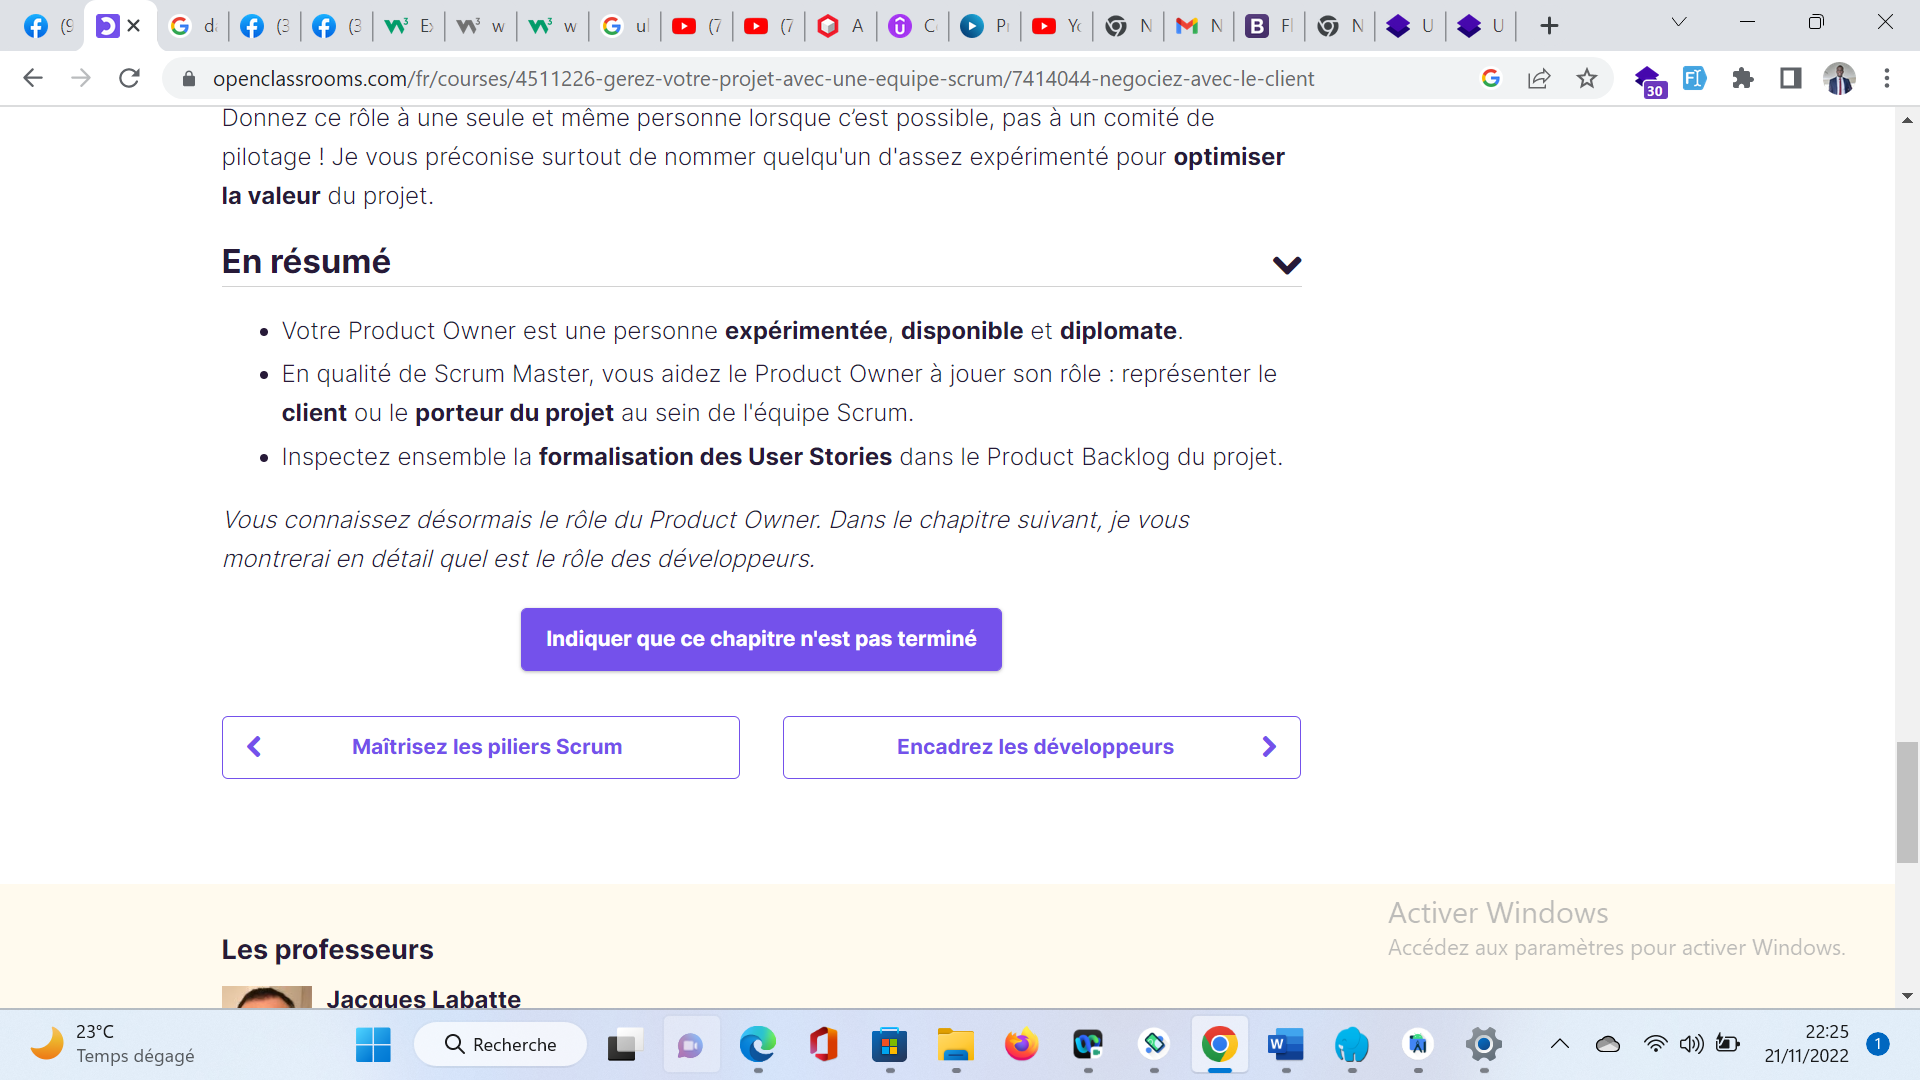 openclassrooms.com/fr/courses/4511226-gerez-votre-projet-avec-une-equipe-scrum/7414044-negociez-avec-le-client
30
Donnez ce rôle à une seule et même personne lorsque c’est possible, pas à un comité de
pilotage ! Je vous préconise surtout de nommer quelqu'un d'assez expérimenté pour optimiser
la valeur du projet.
En résumé
Votre Product Owner est une personne expérimentée, disponible et diplomate.
En qualité de Scrum Master, vous aidez le Product Owner à jouer son rôle : représenter le
client ou le porteur du projet au sein de l'équipe Scrum.
Inspectez ensemble la formalisation des User Stories dans le Product Backlog du projet.
Vous connaissez désormais le rôle du Product Owner. Dans le chapitre suivant, je vous
montrerai en détail quel est le rôle des développeurs.
Indiquer que ce chapitre n'est pas terminé
Maîtrisez les piliers Scrum
Encadrez les développeurs
Activer Windows
Accédez aux paramètres pour activer Windows.
Les professeurs
Jacques Labatte
23°C
Temps dégagé
Recherche
22:25
21/11/2022
1